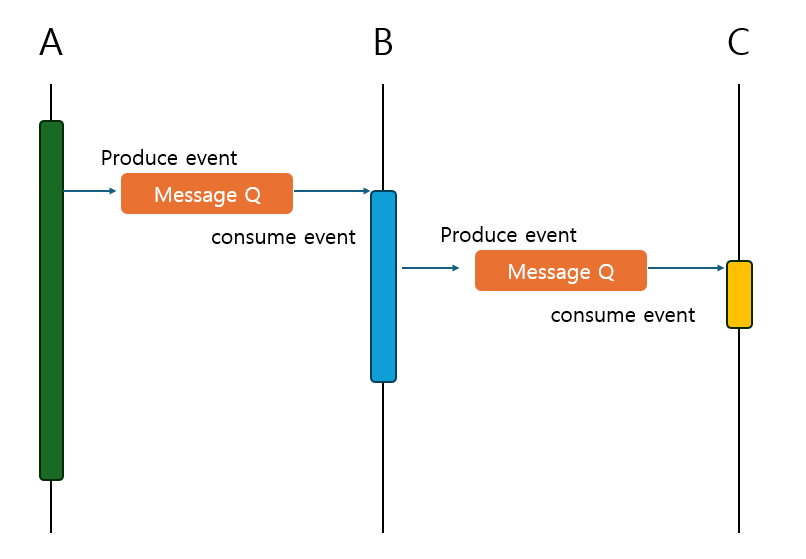 A
B
C
Produce event
Message Q
consume event
Produce event
Message Q
consume event